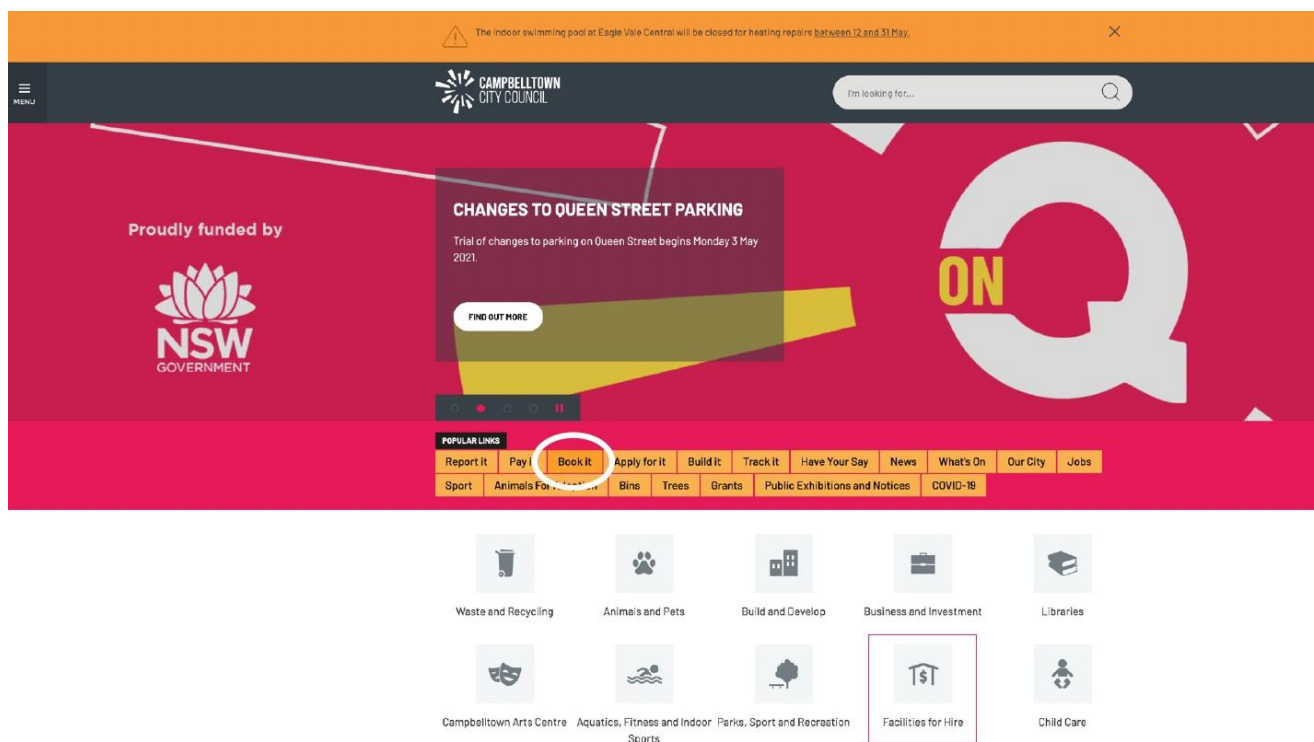 The indoor swimming pool at Eagle Vale Central will be closed for heating repairs between 12 and 31 May.
MENU
CAMPBELLTOWN
CITY COUNCIL
I'm looking for...
Proudly funded by
NSW
GOVERNMENT
CHANGES TO QUEEN STREET PARKING
Trial of changes to parking on Queen Street begins Monday 3 May
2021.
FIND OUT MORE
ON
Q
POPULAR LINKS
Report it Pay i Book it Apply for it Build it Track it Have Your Say News What's On Our City Jobs
Sport Animals For Adoption Bins Trees Grants Public Exhibitions and Notices COVID-19
Waste and Recycling Animals and Pets Build and Develop Business and Investment Libraries
$
Campbelltown Arts Centre Aquatics, Fitness and Indoor Parks, Sport and Recreation Facilities for Hire Child Care
Sports